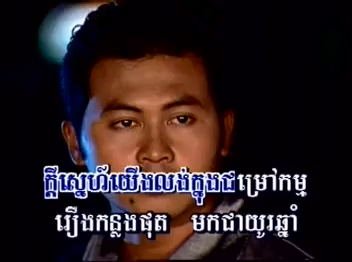 ក្ដីស្នេហ៍យើងលង់ក្នុងជម្រៅកម្ម
រឿងកន្លងផុត មកជាយូរឆ្នាំ